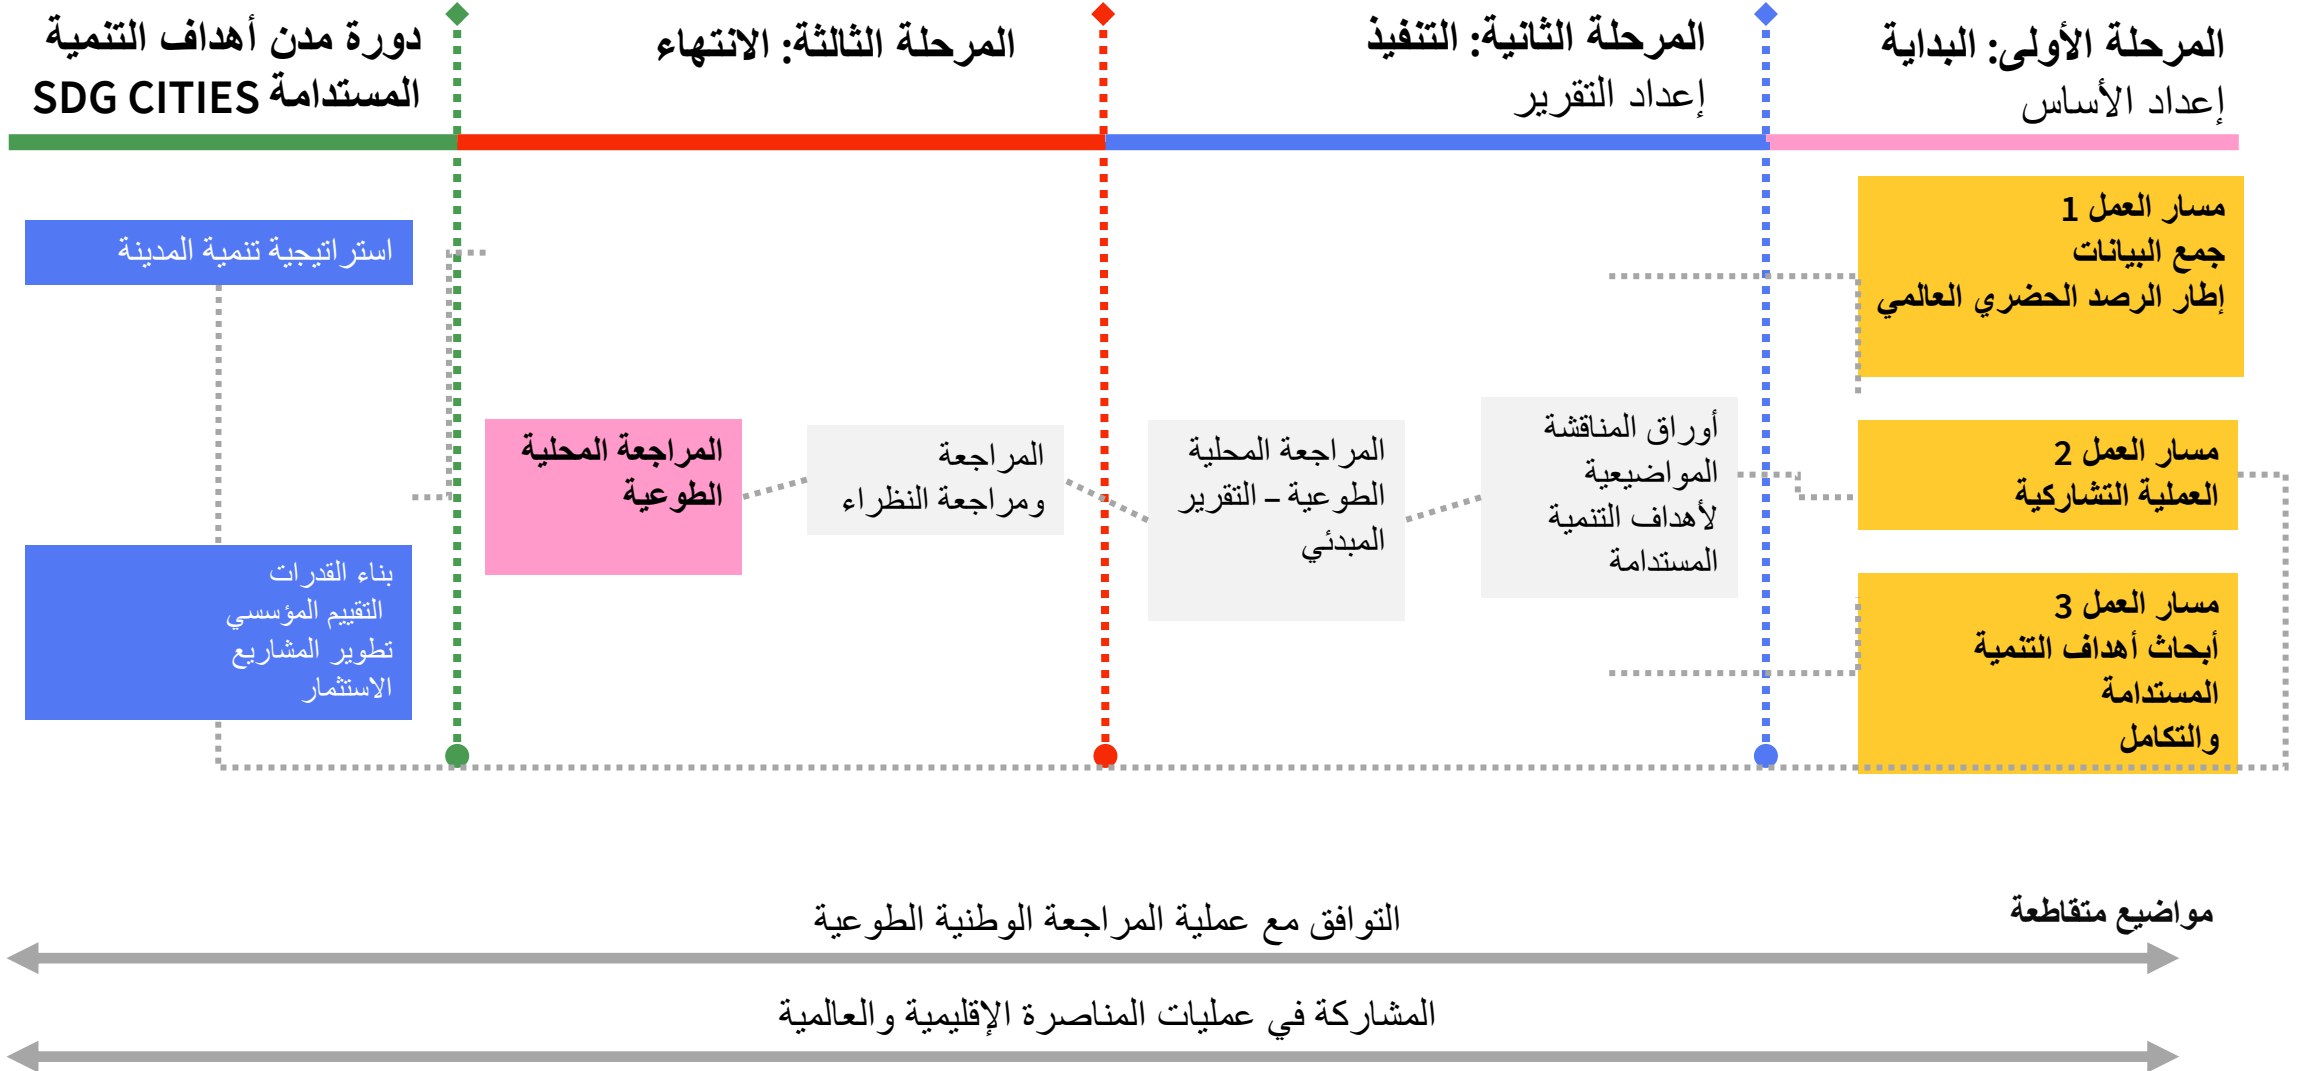 المرحلة الأولى: البداية
إعداد الأساس
المرحلة الثانية: التنفيذ
إعداد التقرير
المرحلة الثالثة: الانتهاء
دورة مدن أهداف التنمية
المستدامة SDG CITIES
مسار العمل 1
جمع البيانات
إطار الرصد الحضري العالمي
مسار العمل 2
العملية التشاركية
مسار العمل 3
أبحاث أهداف التنمية
المستدامة
والتكامل
أوراق المناقشة
المواضيعية
لأهداف التنمية
المستدامة
المراجعة المحلية
الطوعية – التقرير
المبدئي
المراجعة
ومراجعة النظراء
المراجعة المحلية
الطوعية
استراتيجية تنمية المدينة
بناء القدرات
التقييم المؤسسي
تطوير المشاريع
الاستثمار
مواضيع متقاطعة
التوافق مع عملية المراجعة الوطنية الطوعية
المشاركة في عمليات المناصرة الإقليمية والعالمية